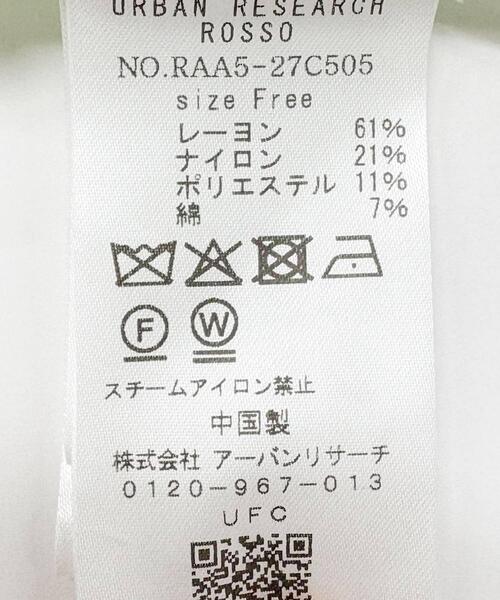 URBAN RESEARCH
ROSSO
NO.RAA5-27C505
size Free
レーヨン 61%
ナイロン 21%
ポリエステル 11%
綿 7%
F W
スチームアイロン禁止
中国製
株式会社 アーバンリサーチ
0120-967-013
UFC